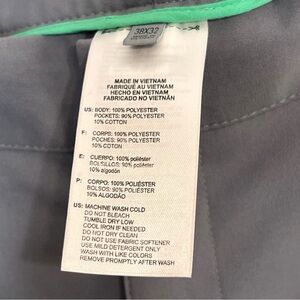 38X32
MADE IN VIETNAM
FABRIQUÉ AU VIETNAM
HECHO EN VIETNAM
FABRICADO NO VIETNÃN
US: BODY: 100% POLYESTER
POCKETS: 90% POLYESTER
10% COTTON
F: CORPS: 100% POLYESTER
POCHES: 90% POLYESTER
10% COTON
E: CUERPO: 100% poliéster
BOLSILLOS: 90% poliéster
10% algodón
P: CORPO: 100% POLIÉSTER
BOLSOS: 90% POLIÉSTER
10% ALGODÃO
US: MACHINE WASH COLD
DO NOT BLEACH
TUMBLE DRY LOW
COOL IRON IF NEEDED
DO NOT DRY CLEAN
DO NOT USE FABRIC SOFTENER
USE MILD DETERGENT ONLY
WASH WITH LIKE COLORS
REMOVE PROMPTLY AFTER WASH